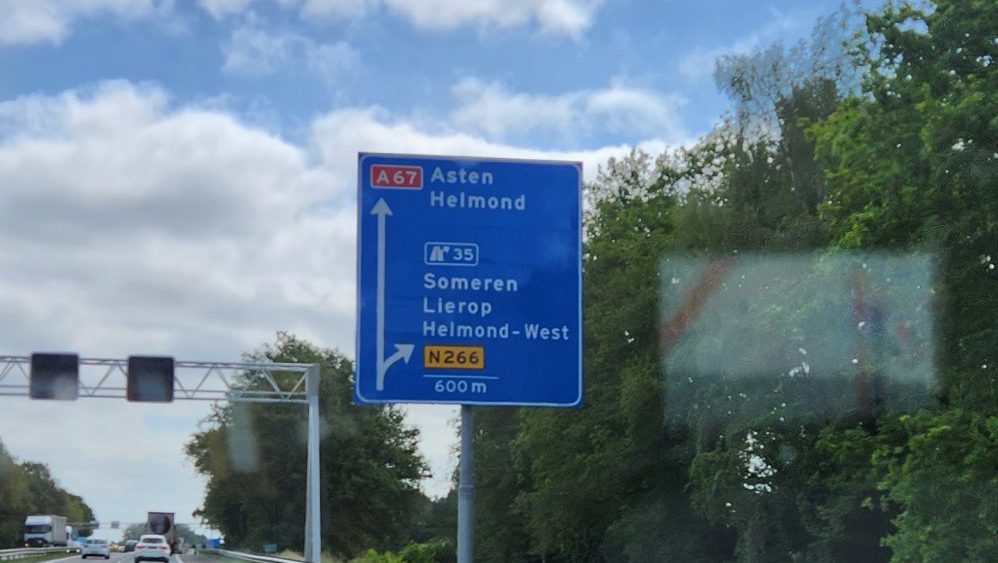 A67 Asten
Helmond
35
Someren
Lierop
Helmond-West
N266
600 m